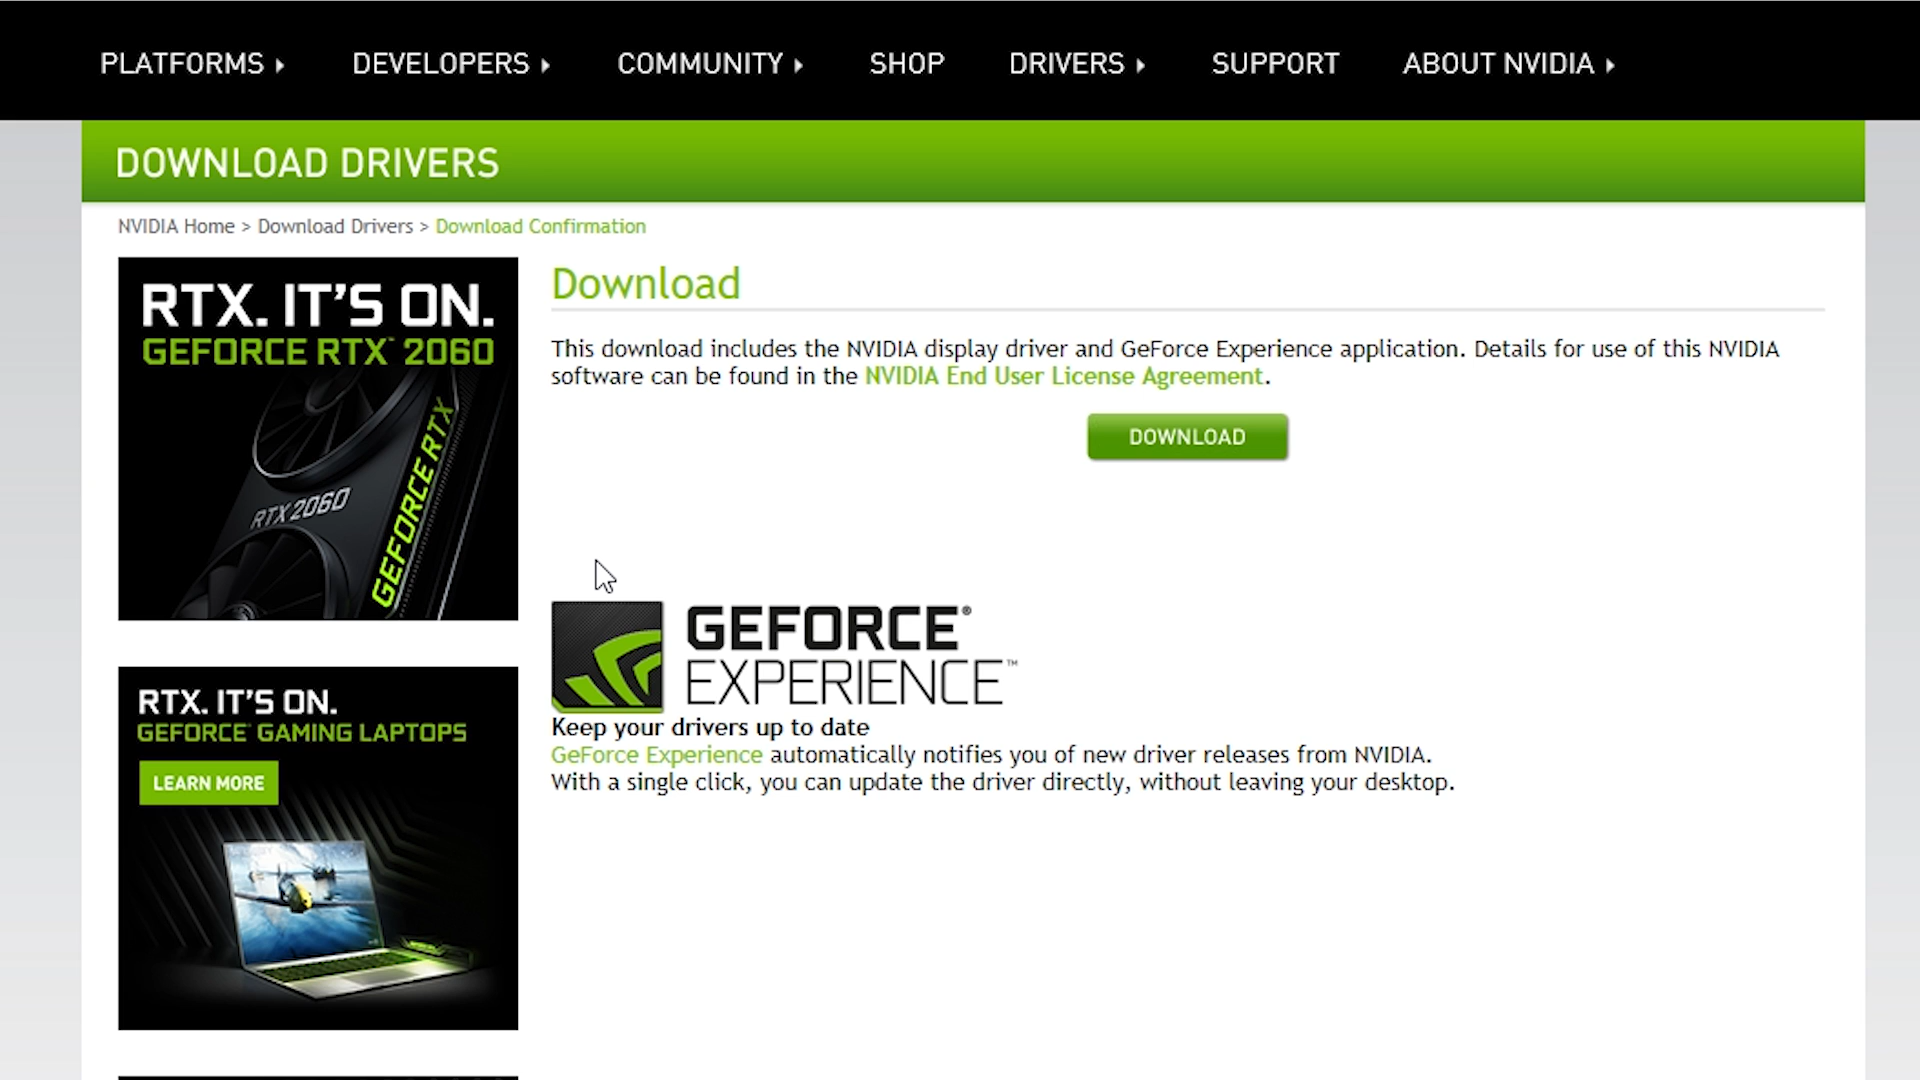 PLATFORMS DEVELOPERS COMMUNITY SHOP DRIVERS SUPPORT ABOUT NVIDIA
DOWNLOAD DRIVERS
NVIDIA Home > Download Drivers > Download Confirmation
RTX. IT'S ON.
GEFORCE RTX™ 2060
RTX 2060
GEFORCE RTX
Download
This download includes the NVIDIA display driver and GeForce Experience application. Details for use of this NVIDIA
software can be found in the NVIDIA End User License Agreement.
DOWNLOAD
GEFORCE®
EXPERIENCE™
Keep your drivers up to date
GeForce Experience automatically notifies you of new driver releases from NVIDIA.
With a single click, you can update the driver directly, without leaving your desktop.
RTX. IT'S ON.
GEFORCE® GAMING LAPTOPS
LEARN MORE